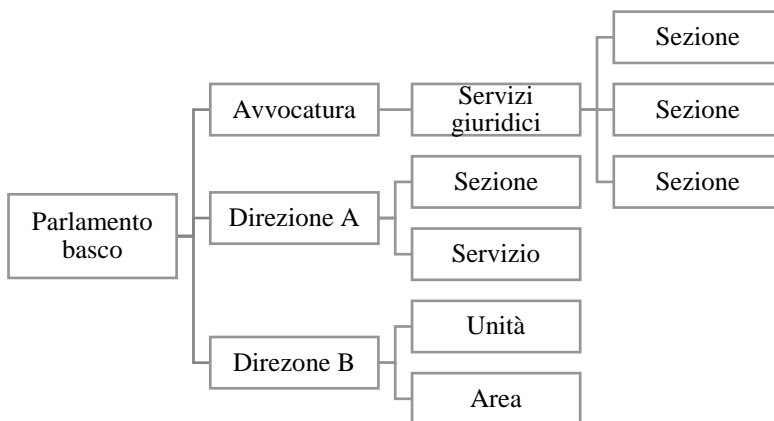 Parlamento
basco
Avvocatura
Servizi
giuridici
Sezione
Sezione
Sezione
Direzione A
Sezione
Servizio
Direzone B
Unità
Area